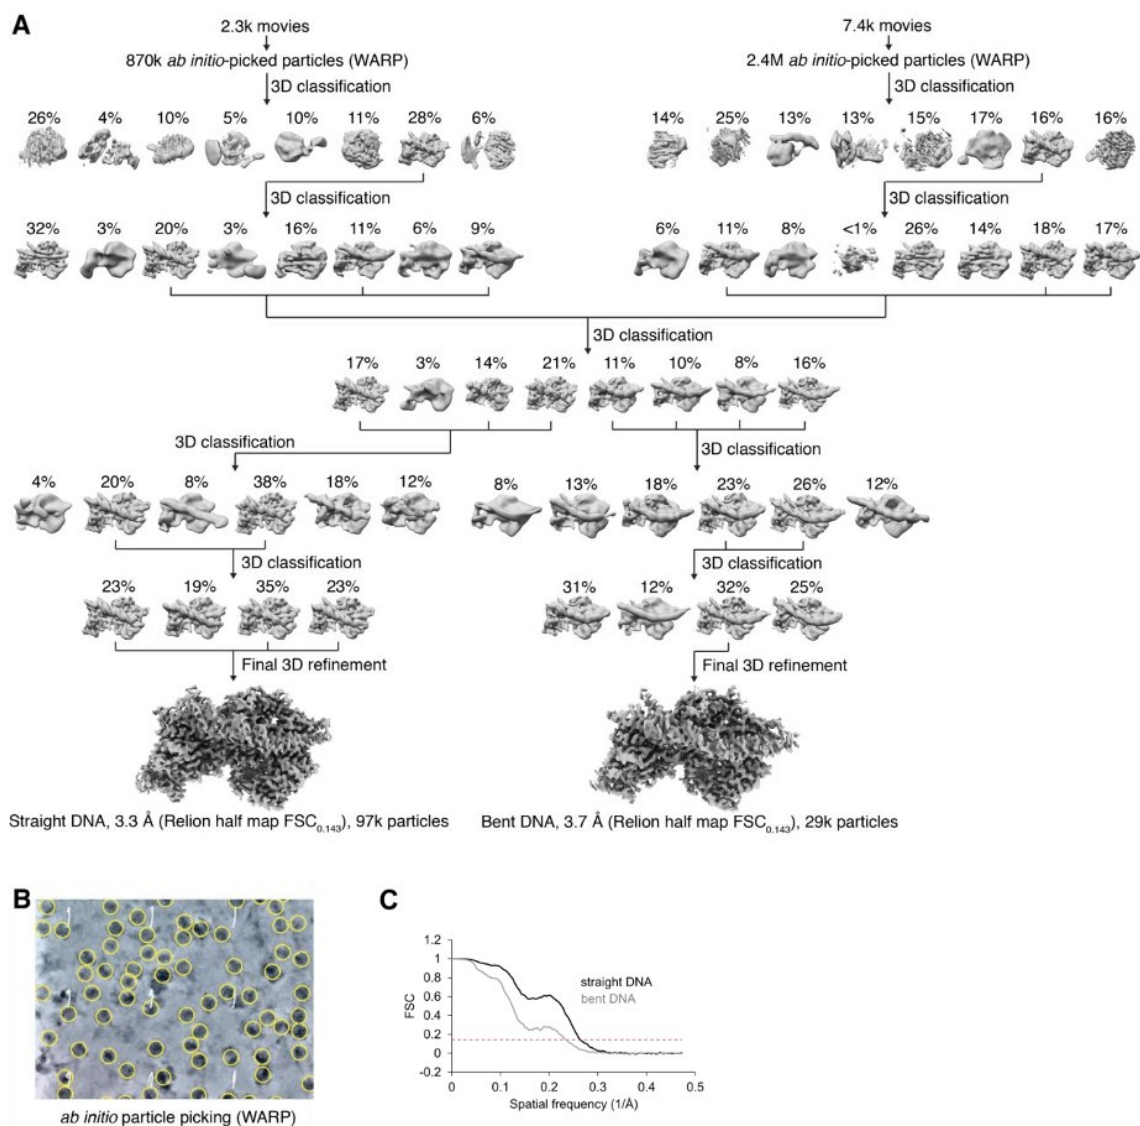 A
2.3k movies
870k ab initio-picked particles (WARP)
3D classification
26% 4% 10% 5% 10% 11% 28% 6%
3D classification
32% 3% 20% 3% 16% 11% 6% 9%
7.4k movies
2.4M ab initio-picked particles (WARP)
3D classification
14% 25% 13% 13% 15% 17% 16% 16%
3D classification
6% 11% 8% <1% 26% 14% 18% 17%
3D classification
17% 3% 14% 21% 11% 10% 8% 16%
3D classification
4% 20% 8% 38% 18% 12%
3D classification
23% 19% 35% 23%
Final 3D refinement
Straight DNA, 3.3 Å (Relion half map FSC0.143), 97k particles
3D classification
8% 13% 18% 23% 26% 12%
3D classification
31% 12% 32% 25%
Final 3D refinement
Bent DNA, 3.7 Å (Relion half map FSC0.143), 29k particles
B
ab initio particle picking (WARP)
C
FSC
1.2
1
0.8
0.6
0.4
0.2
0
-0.2
straight DNA
bent DNA
0 0.1 0.2 0.3 0.4 0.5
Spatial frequency (1/Å)